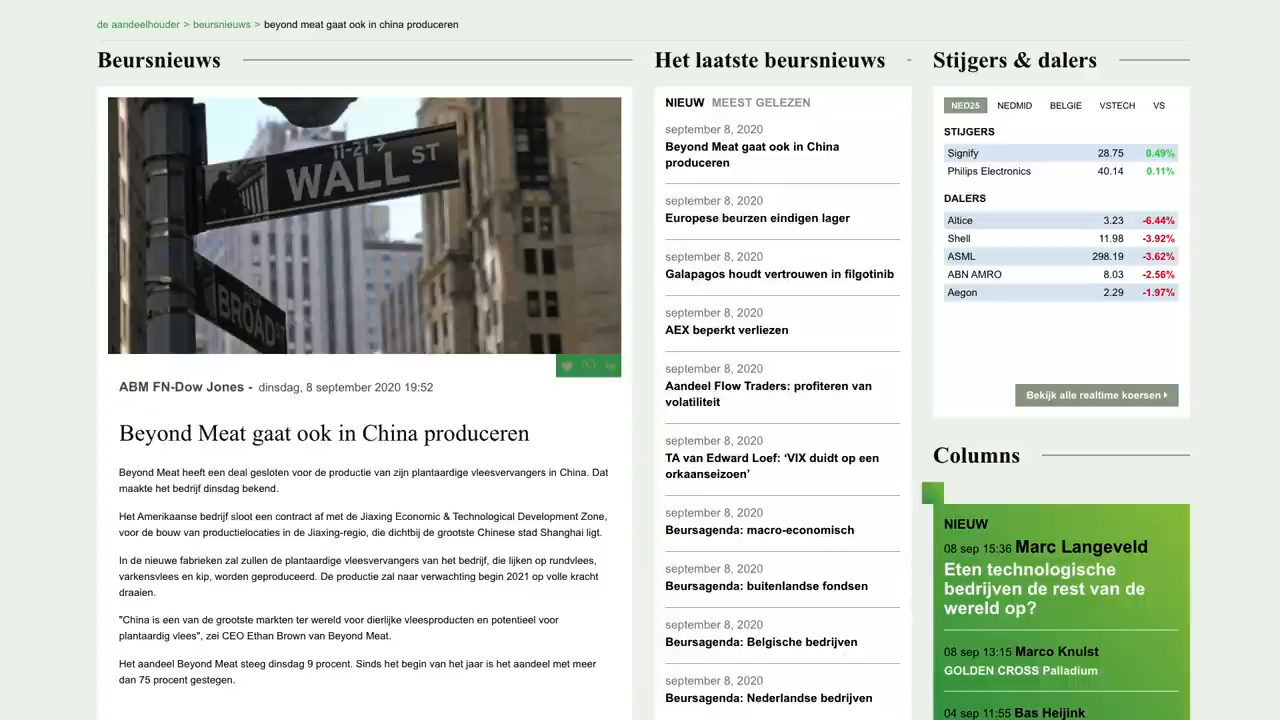 de aandeelhouder > beursnieuws > beyond meat gaat ook in china produceren
Beursnieuws
11-21 →
WALL ST
BROAD ST
ABM FN-Dow Jones - dinsdag, 8 september 2020 19:52
Beyond Meat gaat ook in China produceren
Beyond Meat heeft een deal gesloten voor de productie van zijn plantaardige vleesvervangers in China. Dat
maakte het bedrijf dinsdag bekend.
Het Amerikaanse bedrijf sloot een contract af met de Jiaxing Economic & Technological Development Zone,
voor de bouw van productielocaties in de Jiaxing-regio, die dichtbij de grootste Chinese stad Shanghai ligt.
In de nieuwe fabrieken zal zullen de plantaardige vleesvervangers van het bedrijf, die lijken op rundvlees,
varkensvlees en kip, worden geproduceerd. De productie zal naar verwachting begin 2021 op volle kracht
draaien.
"China is een van de grootste markten ter wereld voor dierlijke vleesproducten en potentieel voor
plantaardig vlees", zei CEO Ethan Brown van Beyond Meat.
Het aandeel Beyond Meat steeg dinsdag 9 procent. Sinds het begin van het jaar is het aandeel met meer
dan 75 procent gestegen.
Het laatste beursnieuws
NIEUW MEEST GELEZEN
september 8, 2020
Beyond Meat gaat ook in China
produceren
september 8, 2020
Europese beurzen eindigen lager
september 8, 2020
Galapagos houdt vertrouwen in filgotinib
september 8, 2020
AEX beperkt verliezen
september 8, 2020
Aandeel Flow Traders: profiteren van
volatiliteit
september 8, 2020
TA van Edward Loef: ‘VIX duidt op een
orkaanseizoen’
september 8, 2020
Beursagenda: macro-economisch
september 8, 2020
Beursagenda: buitenlandse fondsen
september 8, 2020
Beursagenda: Belgische bedrijven
september 8, 2020
Beursagenda: Nederlandse bedrijven
Stijgers & dalers
NED25 NEDMID BELGIE VSTECH VS
STIJGERS
Signify 28.75 0.49%
Philips Electronics 40.14 0.11%
DALERS
Altice 3.23 -6.44%
Shell 11.98 -3.92%
ASML 298.19 -3.62%
ABN AMRO 8.03 -2.56%
Aegon 2.29 -1.97%
Bekijk alle realtime koersen
Columns
NIEUW
08 sep 15:36 Marc Langeveld
Eten technologische
bedrijven de rest van de
wereld op?
08 sep 13:15 Marco Knulst
GOLDEN CROSS Palladium
04 sep 11:55 Bas Heijink